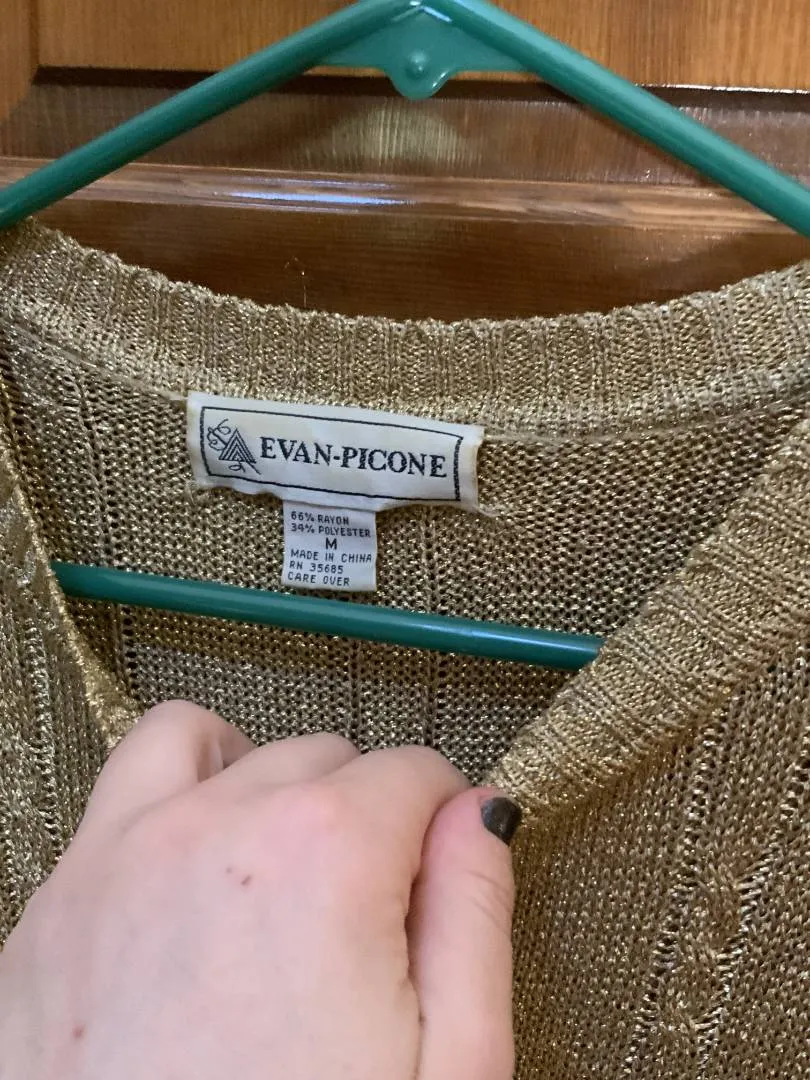 EVAN-PICONE
66% RAYON
34% POLYESTER
M
MADE IN CHINA
RN 35685
CARE OVER